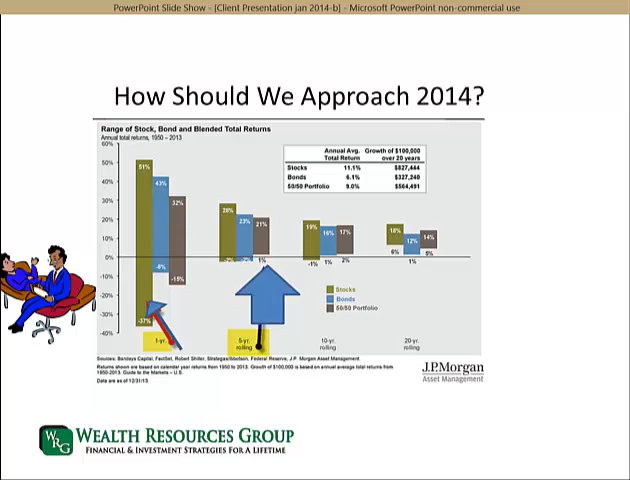 PowerPoint Slide Show - [Client Presentation jan 2014-b] - Microsoft PowerPoint non-commercial use
How Should We Approach 2014?
Range of Stock, Bond and Blended Total Returns
Annual total returns, 1950 – 2013
60%
50%
40%
30%
20%
10%
0%
-10%
-20%
-30%
-40%
Annual Avg. Growth of $100,000
Total Return over 20 years
Stocks 11.1% $827,444
Bonds 6.1% $327,240
50/50 Portfolio 9.0% $564,491
51% 43% 32% 28% 23% 21% 19% 16% 17% 18% 12% 14%
-37% -8% -15% 1% -1% 1% 2% 6% 1%
Stocks
Bonds
50/50 Portfolio
1-yr.
5-yr. rolling
10-yr. rolling
20-yr. rolling
Sources: Barclays Capital, FactSet, Robert Shiller, Strategas/Ibbotson, Federal Reserve, J.P. Morgan Asset Management.
Returns shown are based on calendar year returns from 1950 to 2013. Growth of $100,000 is based on annual average total returns from
1950-2013. Guide to the Markets – U.S.
Data are as of 12/31/13
J.P.Morgan
Asset Management
WRG
WEALTH RESOURCES GROUP
FINANCIAL & INVESTMENT STRATEGIES FOR A LIFETIME